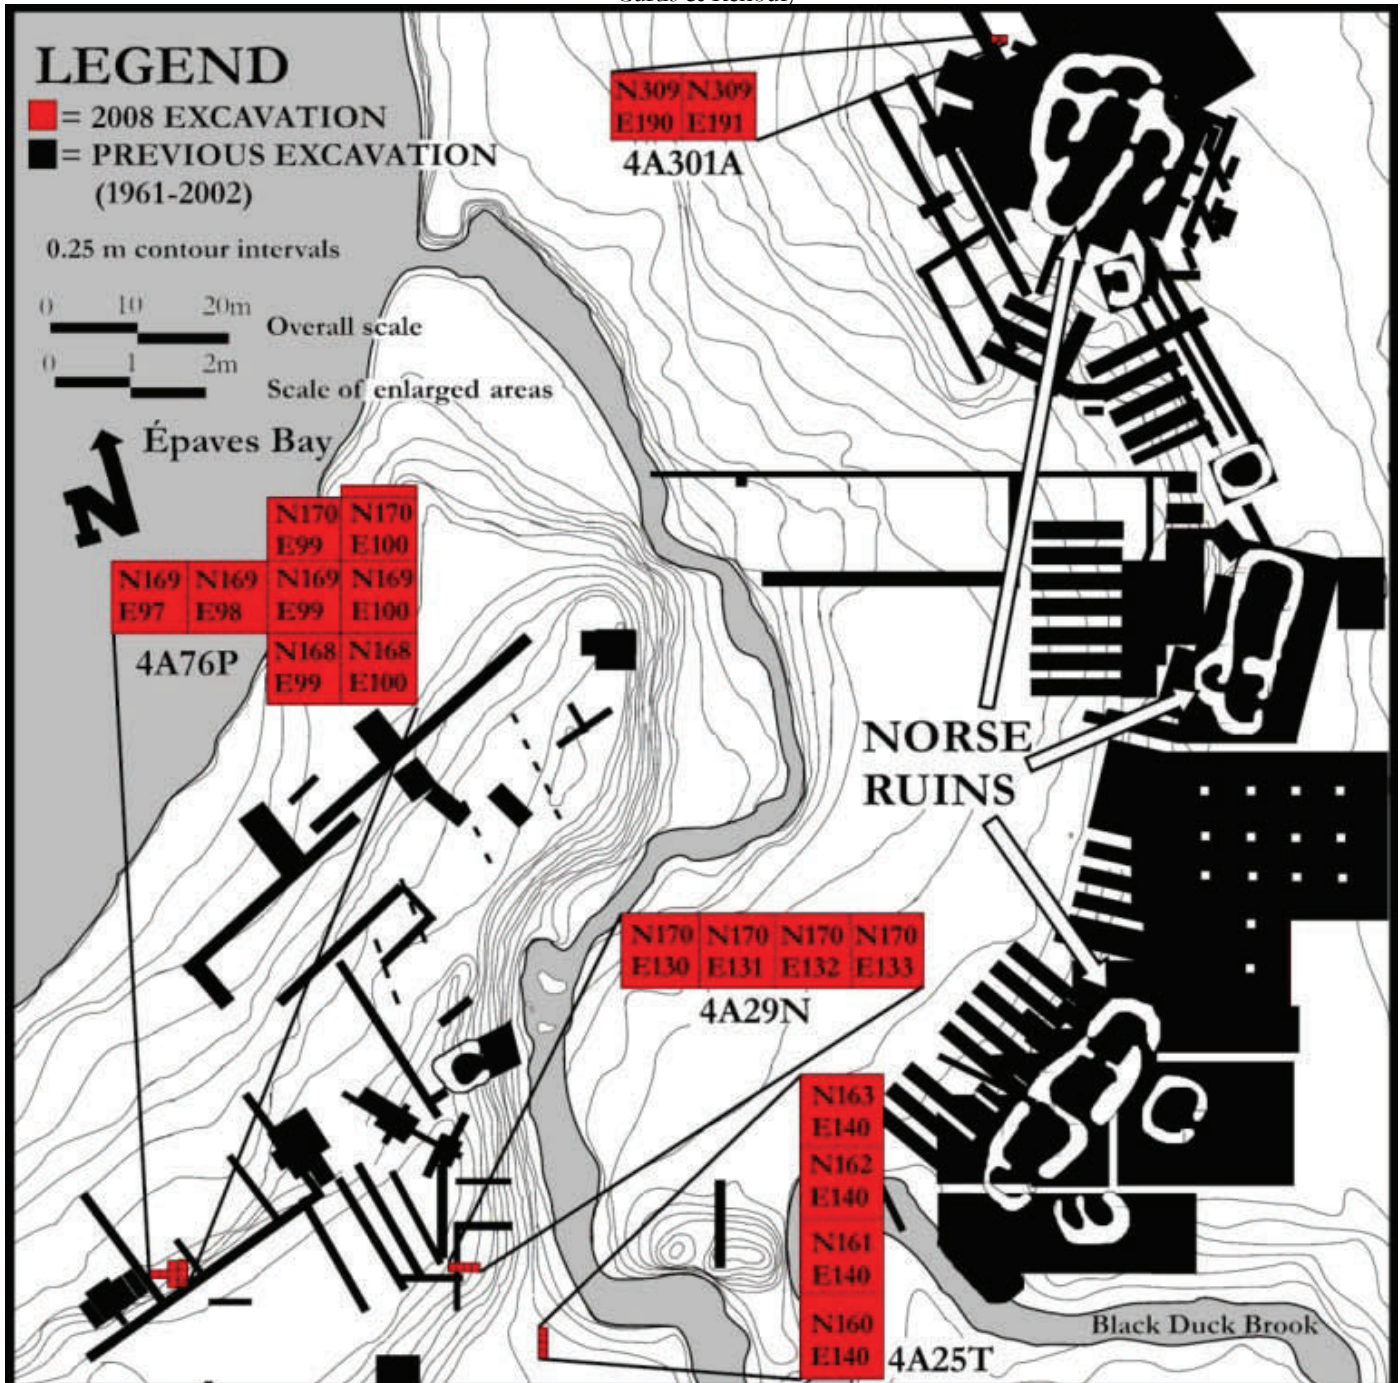 LEGEND
= 2008 EXCAVATION
= PREVIOUS EXCAVATION
(1961-2002)
0.25 m contour intervals
0 10 20m
Overall scale
0 1 2m
Scale of enlarged areas
Épaves Bay
N
N309 N309
E190 E191
4A301A
N170 N170
E99 E100
N169 N169 N169 N169
E97 E98 E99 E100
4A76P
N168 N168
E99 E100
NORSE
RUINS
N170 N170 N170 N170
E130 E131 E132 E133
4A29N
N163
E140
N162
E140
N161
E140
N160
E140
4A25T
Black Duck Brook